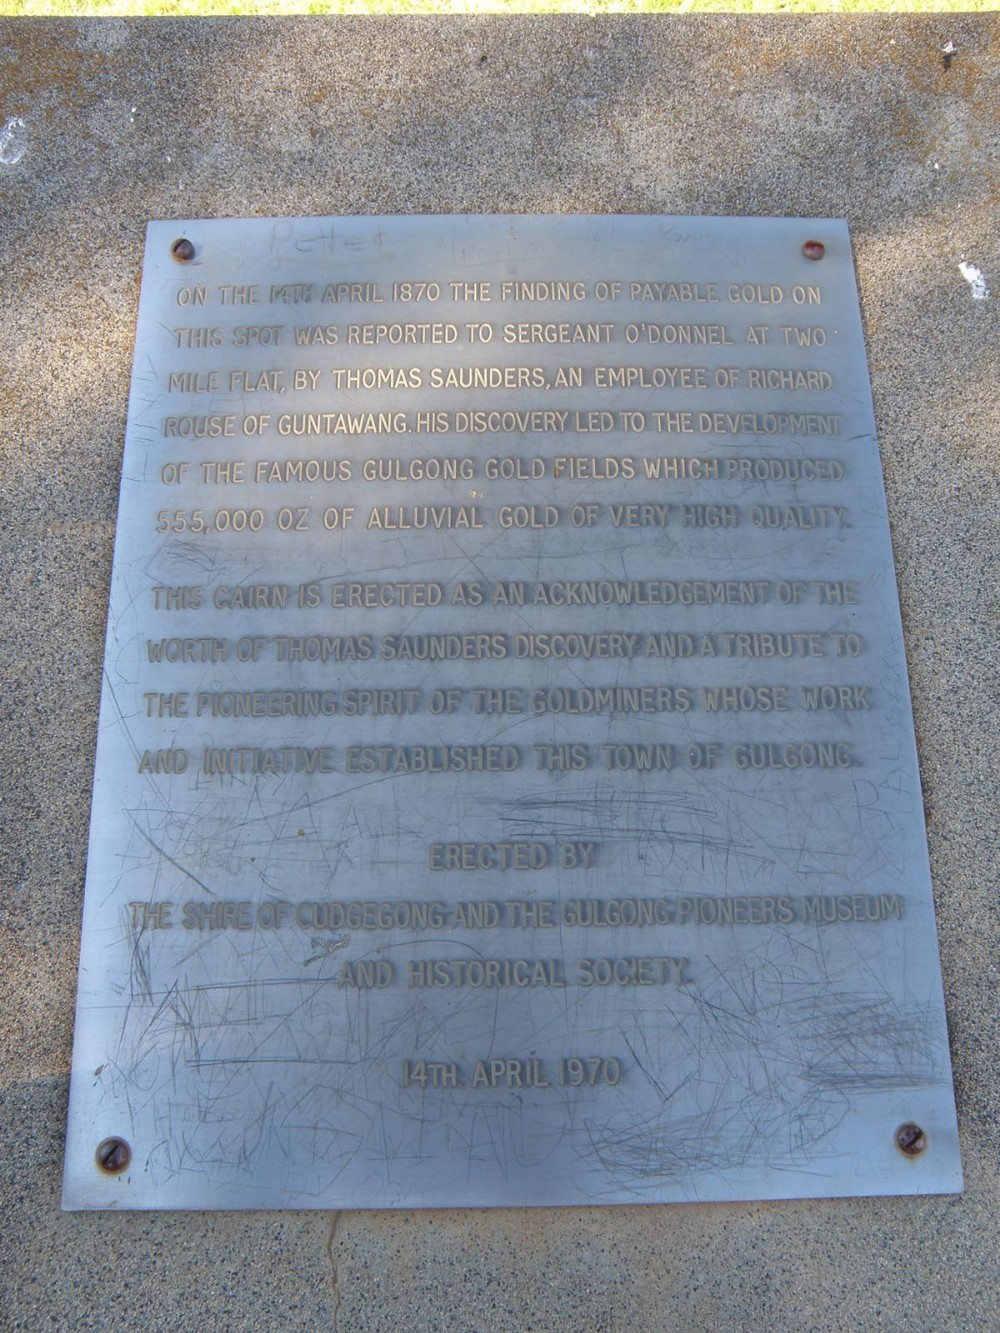 ON THE 14TH APRIL 1870 THE FINDING OF PAYABLE GOLD ON
THIS SPOT WAS REPORTED TO SERGEANT O'DONNEL AT TWO
MILE FLAT, BY THOMAS SAUNDERS, AN EMPLOYEE OF RICHARD
ROUSE OF GUNTAWANG. HIS DISCOVERY LED TO THE DEVELOPMENT
OF THE FAMOUS GULGONG GOLD FIELDS WHICH PRODUCED
555,000 OZ OF ALLUVIAL GOLD OF VERY HIGH QUALITY.
THIS CAIRN IS ERECTED AS AN ACKNOWLEDGEMENT OF THE
WORTH OF THOMAS SAUNDERS DISCOVERY AND A TRIBUTE TO
THE PIONEERING SPIRIT OF THE GOLDMINERS WHOSE WORK
AND INITIATIVE ESTABLISHED THIS TOWN OF GULGONG.
ERECTED BY
THE SHIRE OF CUDGEGONG AND THE GULGONG PIONEERS MUSEUM
AND HISTORICAL SOCIETY.
14TH APRIL 1970